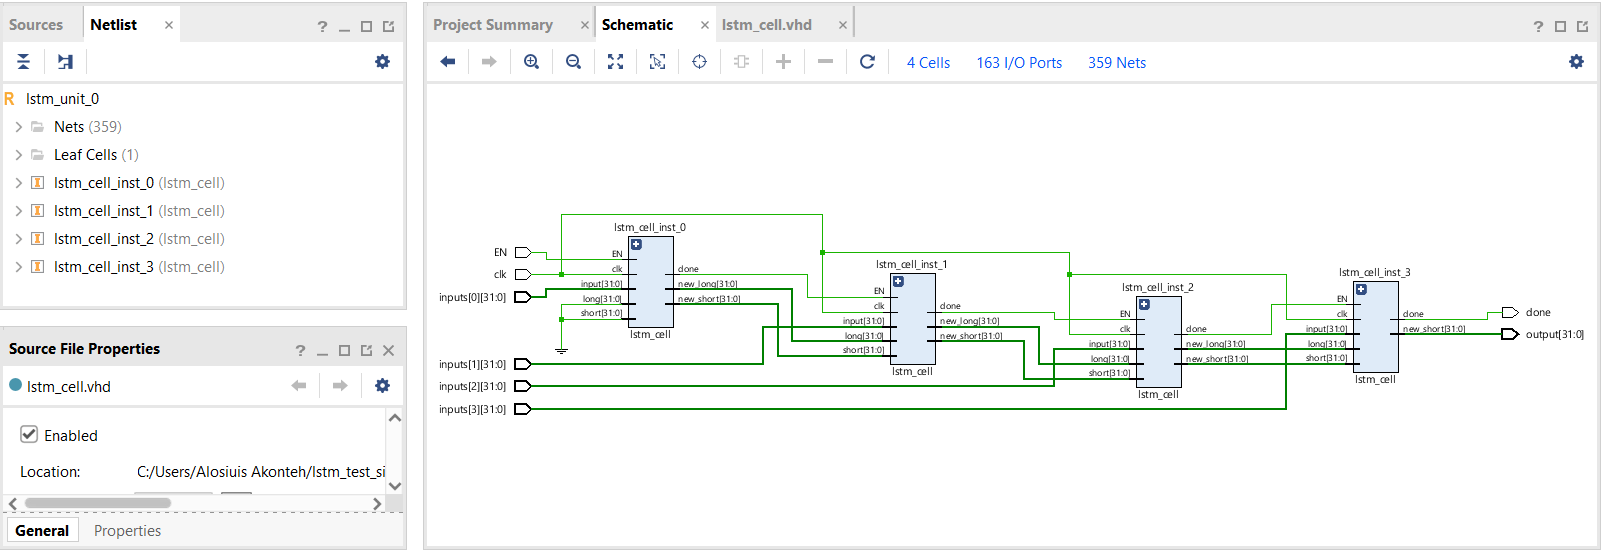 Sources
Netlist
lstm_unit_0
Nets (359)
Leaf Cells (1)
lstm_cell_inst_0 (lstm_cell)
lstm_cell_inst_1 (lstm_cell)
lstm_cell_inst_2 (lstm_cell)
lstm_cell_inst_3 (lstm_cell)
Source File Properties
lstm_cell.vhd
Enabled
Location: C:/Users/Alosiuis Akonteh/lstm_test_si
General Properties
Project Summary
Schematic
lstm_cell.vhd
4 Cells 163 I/O Ports 359 Nets
EN
clk
inputs[0][31:0]
inputs[1][31:0]
inputs[2][31:0]
inputs[3][31:0]
lstm_cell_inst_0
EN
clk
input[31:0]
long[31:0]
short[31:0]
done
new_long[31:0]
new_short[31:0]
lstm_cell
lstm_cell_inst_1
EN
clk
input[31:0]
long[31:0]
short[31:0]
done
new_long[31:0]
new_short[31:0]
lstm_cell
lstm_cell_inst_2
EN
clk
input[31:0]
long[31:0]
short[31:0]
done
new_long[31:0]
new_short[31:0]
lstm_cell
lstm_cell_inst_3
EN
clk
input[31:0]
long[31:0]
short[31:0]
done
new_short[31:0]
lstm_cell
done
output[31:0]